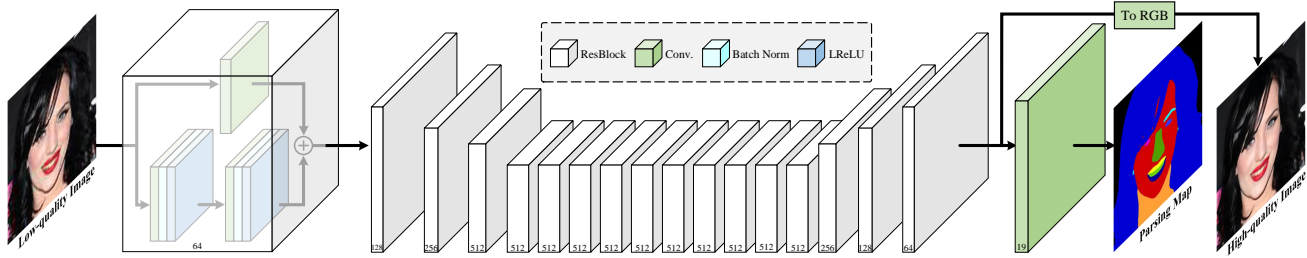 To RGB
ResBlock
Conv.
Batch Norm
LReLU
Low-quality Image
64
128
256
512
512
512
512
512
512
512
512
512
512
512
256
128
64
19
Parsing Map
High-quality Image